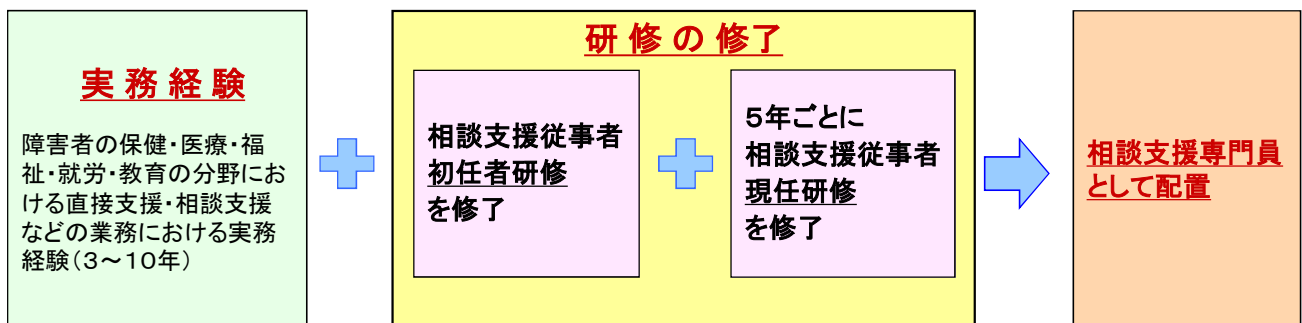 実務経験
障害者の保健・医療・福
祉・就労・教育の分野にお
ける直接支援・相談支援
などの業務における実務
経験（３～１０年）
研修の修了
相談支援従事者
初任者研修
を修了
５年ごとに
相談支援従事者
現任研修
を修了
相談支援専門員
として配置